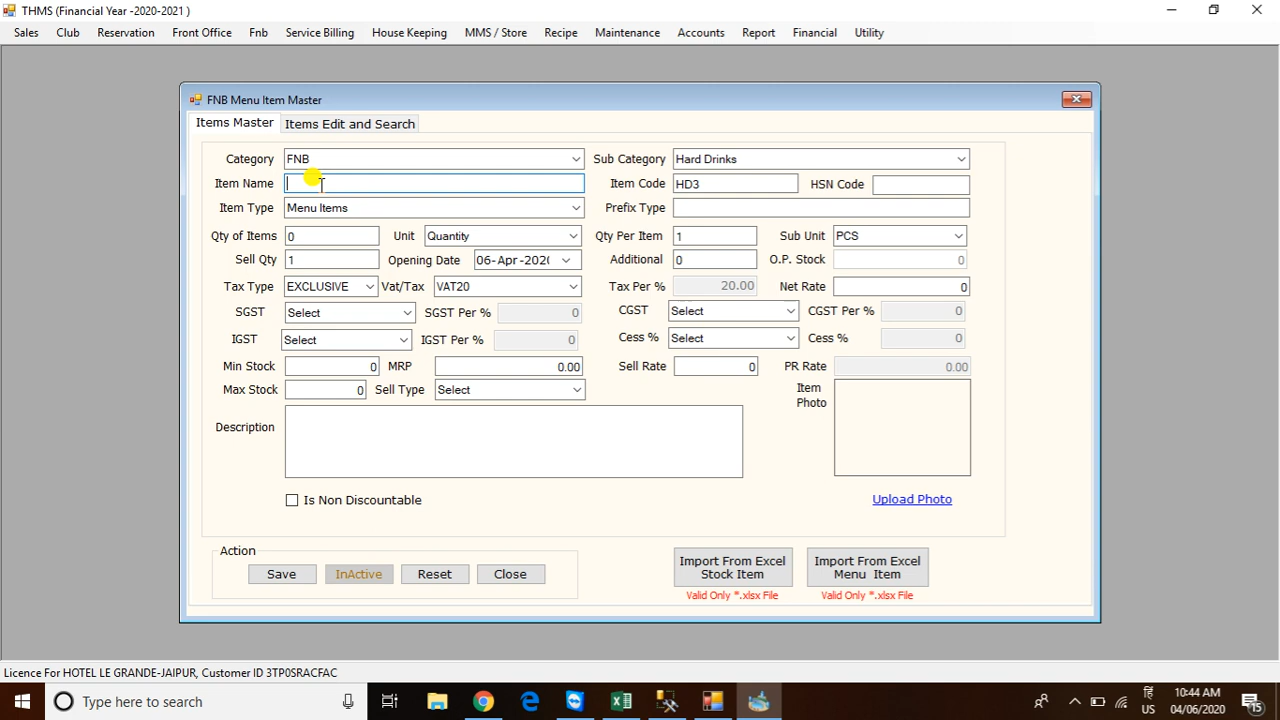 THMS (Financial Year -2020-2021 )
Sales Club Reservation Front Office Fnb Service Billing House Keeping MMS / Store Recipe Maintenance Accounts Report Financial Utility
FNB Menu Item Master
Items Master Items Edit and Search
Category FNB Sub Category Hard Drinks
Item Name Item Code HD3 HSN Code
Item Type Menu Items Prefix Type
Qty of Items 0 Unit Quantity Qty Per Item 1 Sub Unit PCS
Sell Qty 1 Opening Date 06-Apr-2020 Additional 0 O.P. Stock 0
Tax Type EXCLUSIVE Vat/Tax VAT20 Tax Per % 20.00 Net Rate 0
SGST Select SGST Per % 0 CGST Select CGST Per % 0
IGST Select IGST Per % 0 Cess % Select Cess % 0
Min Stock 0 MRP 0.00 Sell Rate 0 PR Rate 0.00
Max Stock 0 Sell Type Select Item Photo
Description
Is Non Discountable Upload Photo
Action
Save InActive Reset Close
Import From Excel Stock Item Import From Excel Menu Item
Valid Only *.xlsx File Valid Only *.xlsx File
Licence For HOTEL LE GRANDE-JAIPUR, Customer ID 3TP0SRACFAC
Type here to search
हि US 10:44 AM 04/06/2020 15